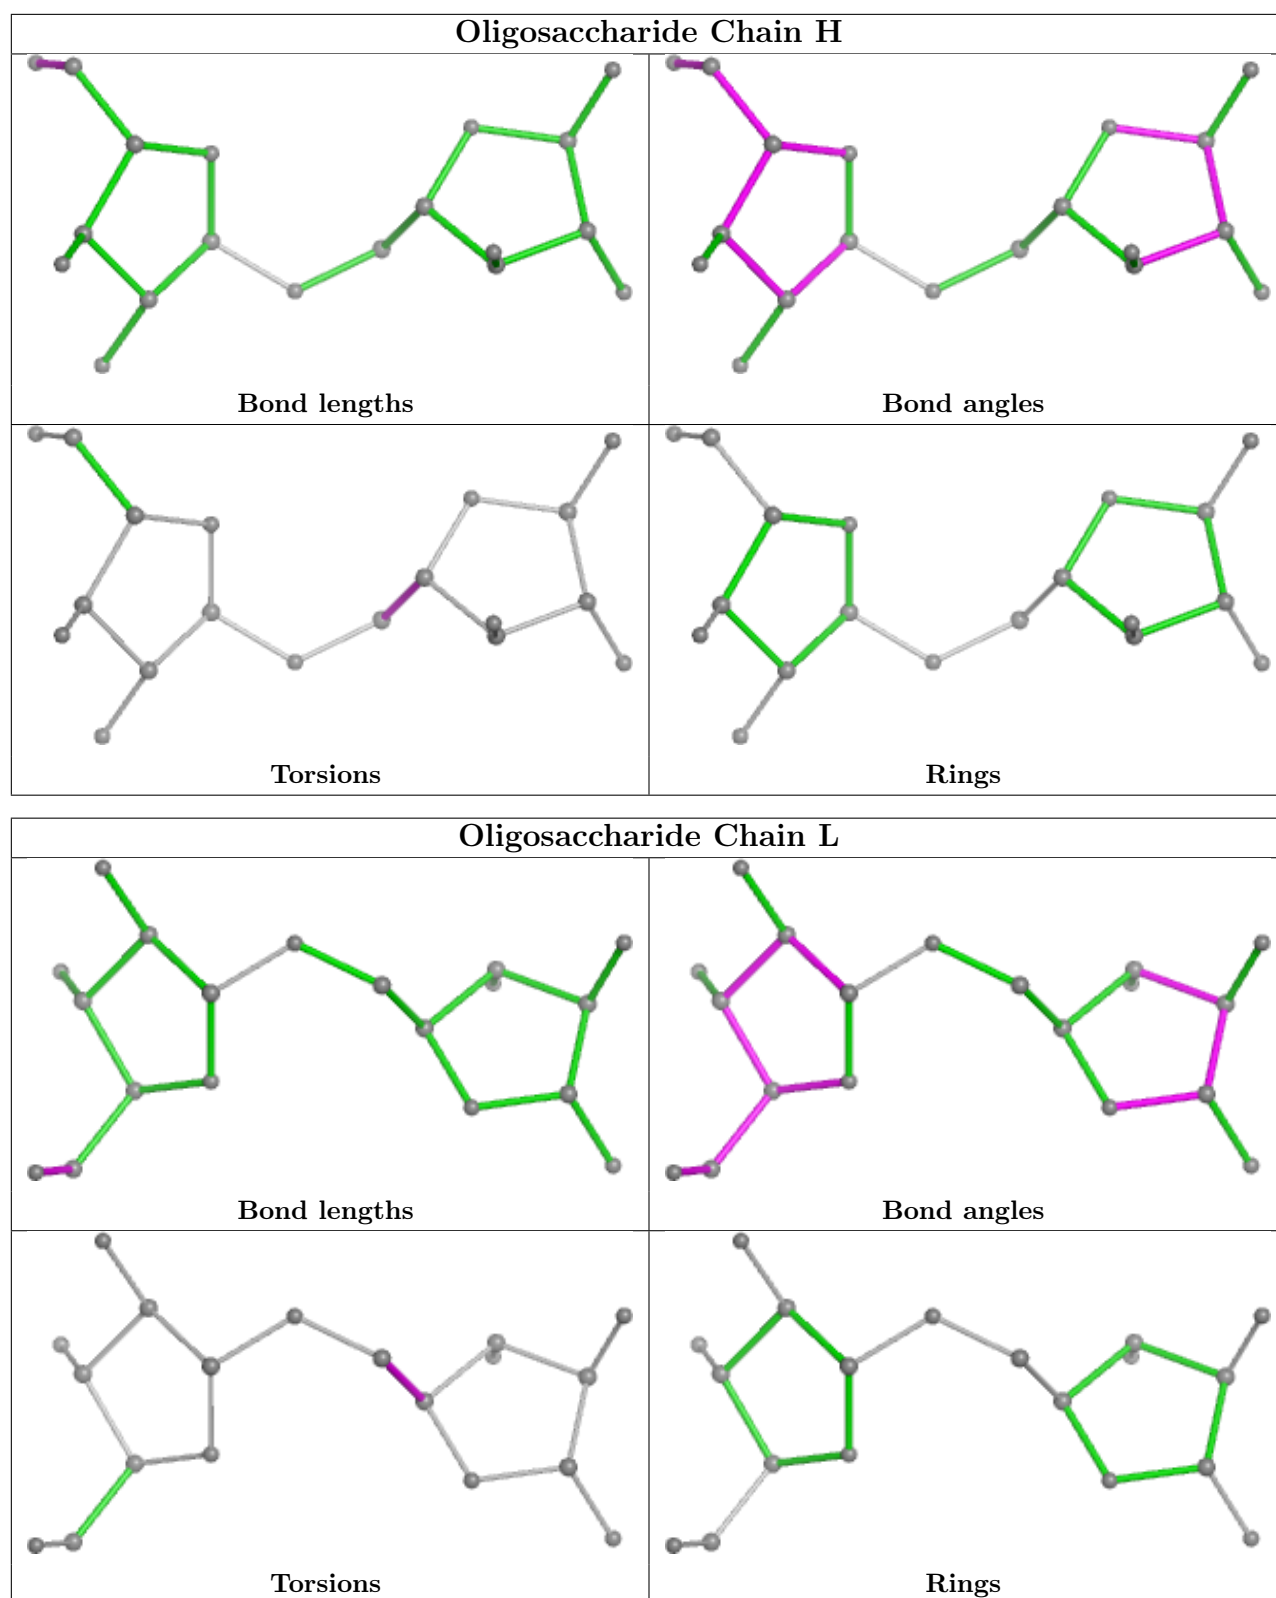 Oligosaccharide Chain H
Bond lengths
Bond angles
Torsions
Rings
Oligosaccharide Chain L
Bond lengths
Bond angles
Torsions
Rings